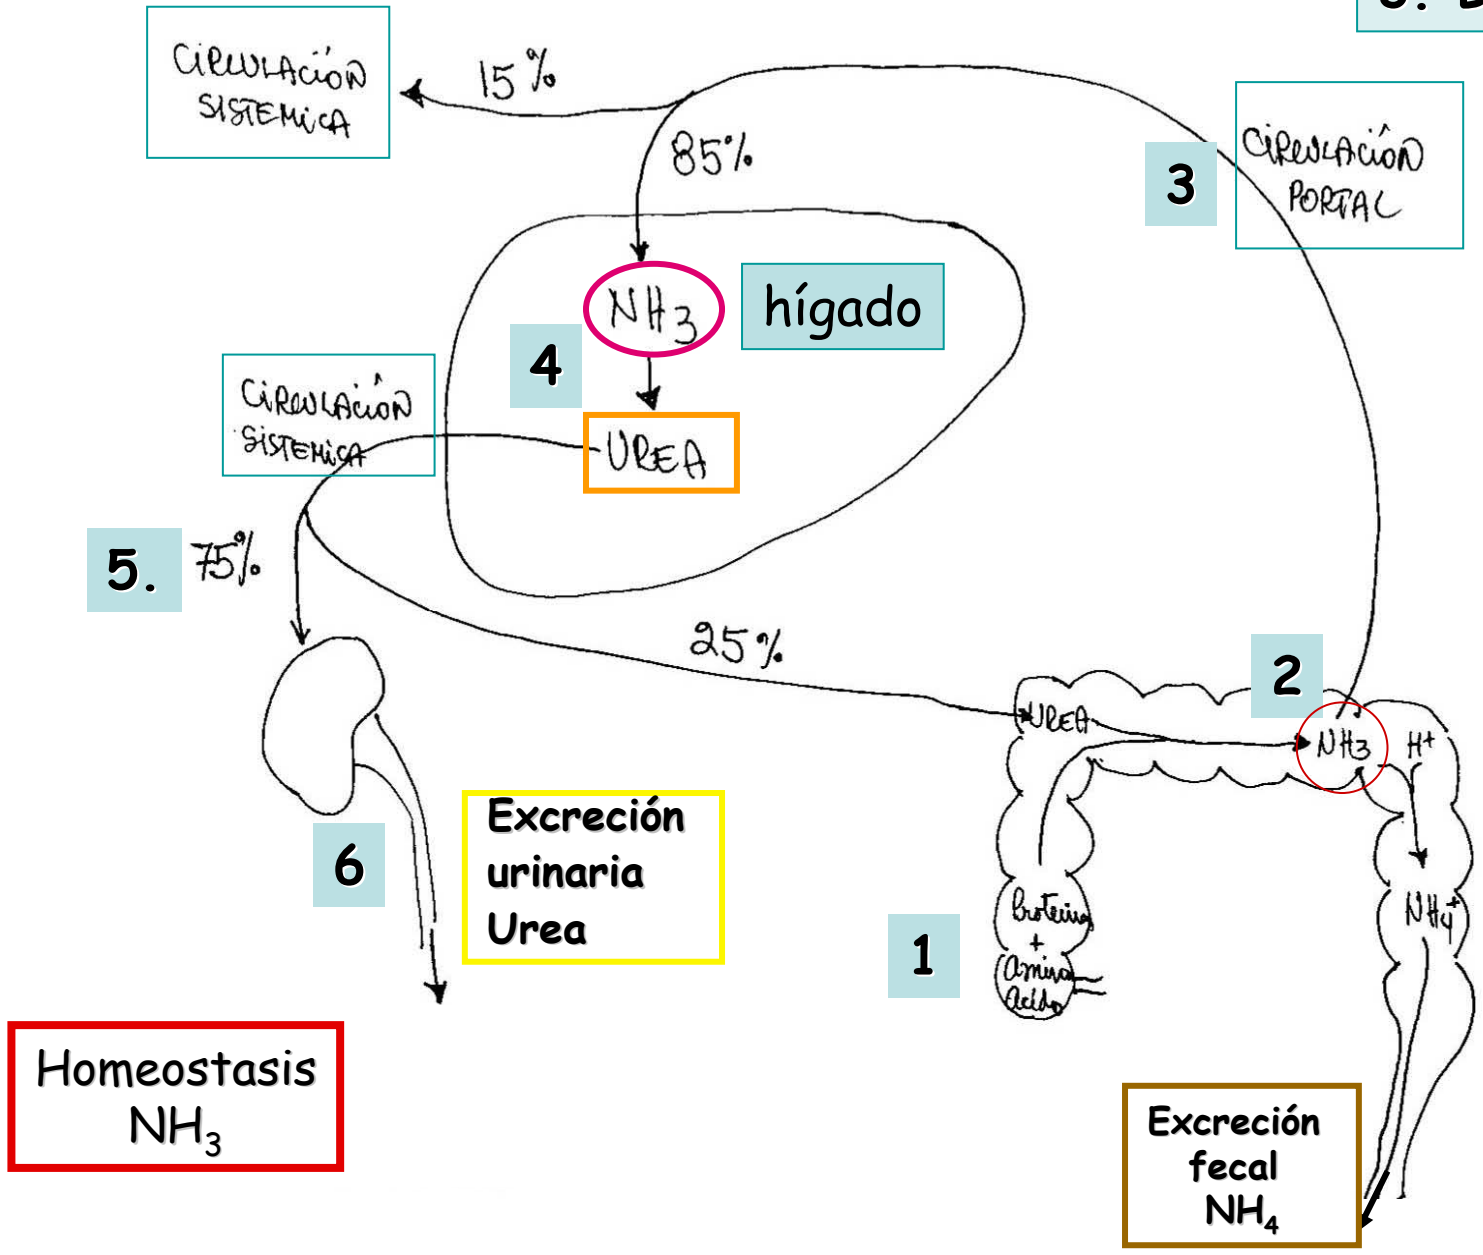 CIRCULACIÓN
SISTEMICA
15%
85%
3
CIRCULACIÓN
PORTAL
NH3
hígado
4
CIRCULACIÓN
SISTEMICA
UREA
5.
75%
25%
2
UREA
NH3
H+
6
Excreción
urinaria
Urea
1
Proteina
+
amino
acido
NH4+
Homeostasis
NH3
Excreción
fecal
NH4